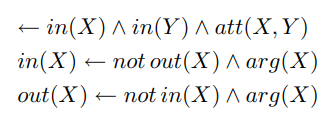 ← in(X) ∧ in(Y) ∧ att(X, Y)
in(X) ← not out(X) ∧ arg(X)
out(X) ← not in(X) ∧ arg(X)